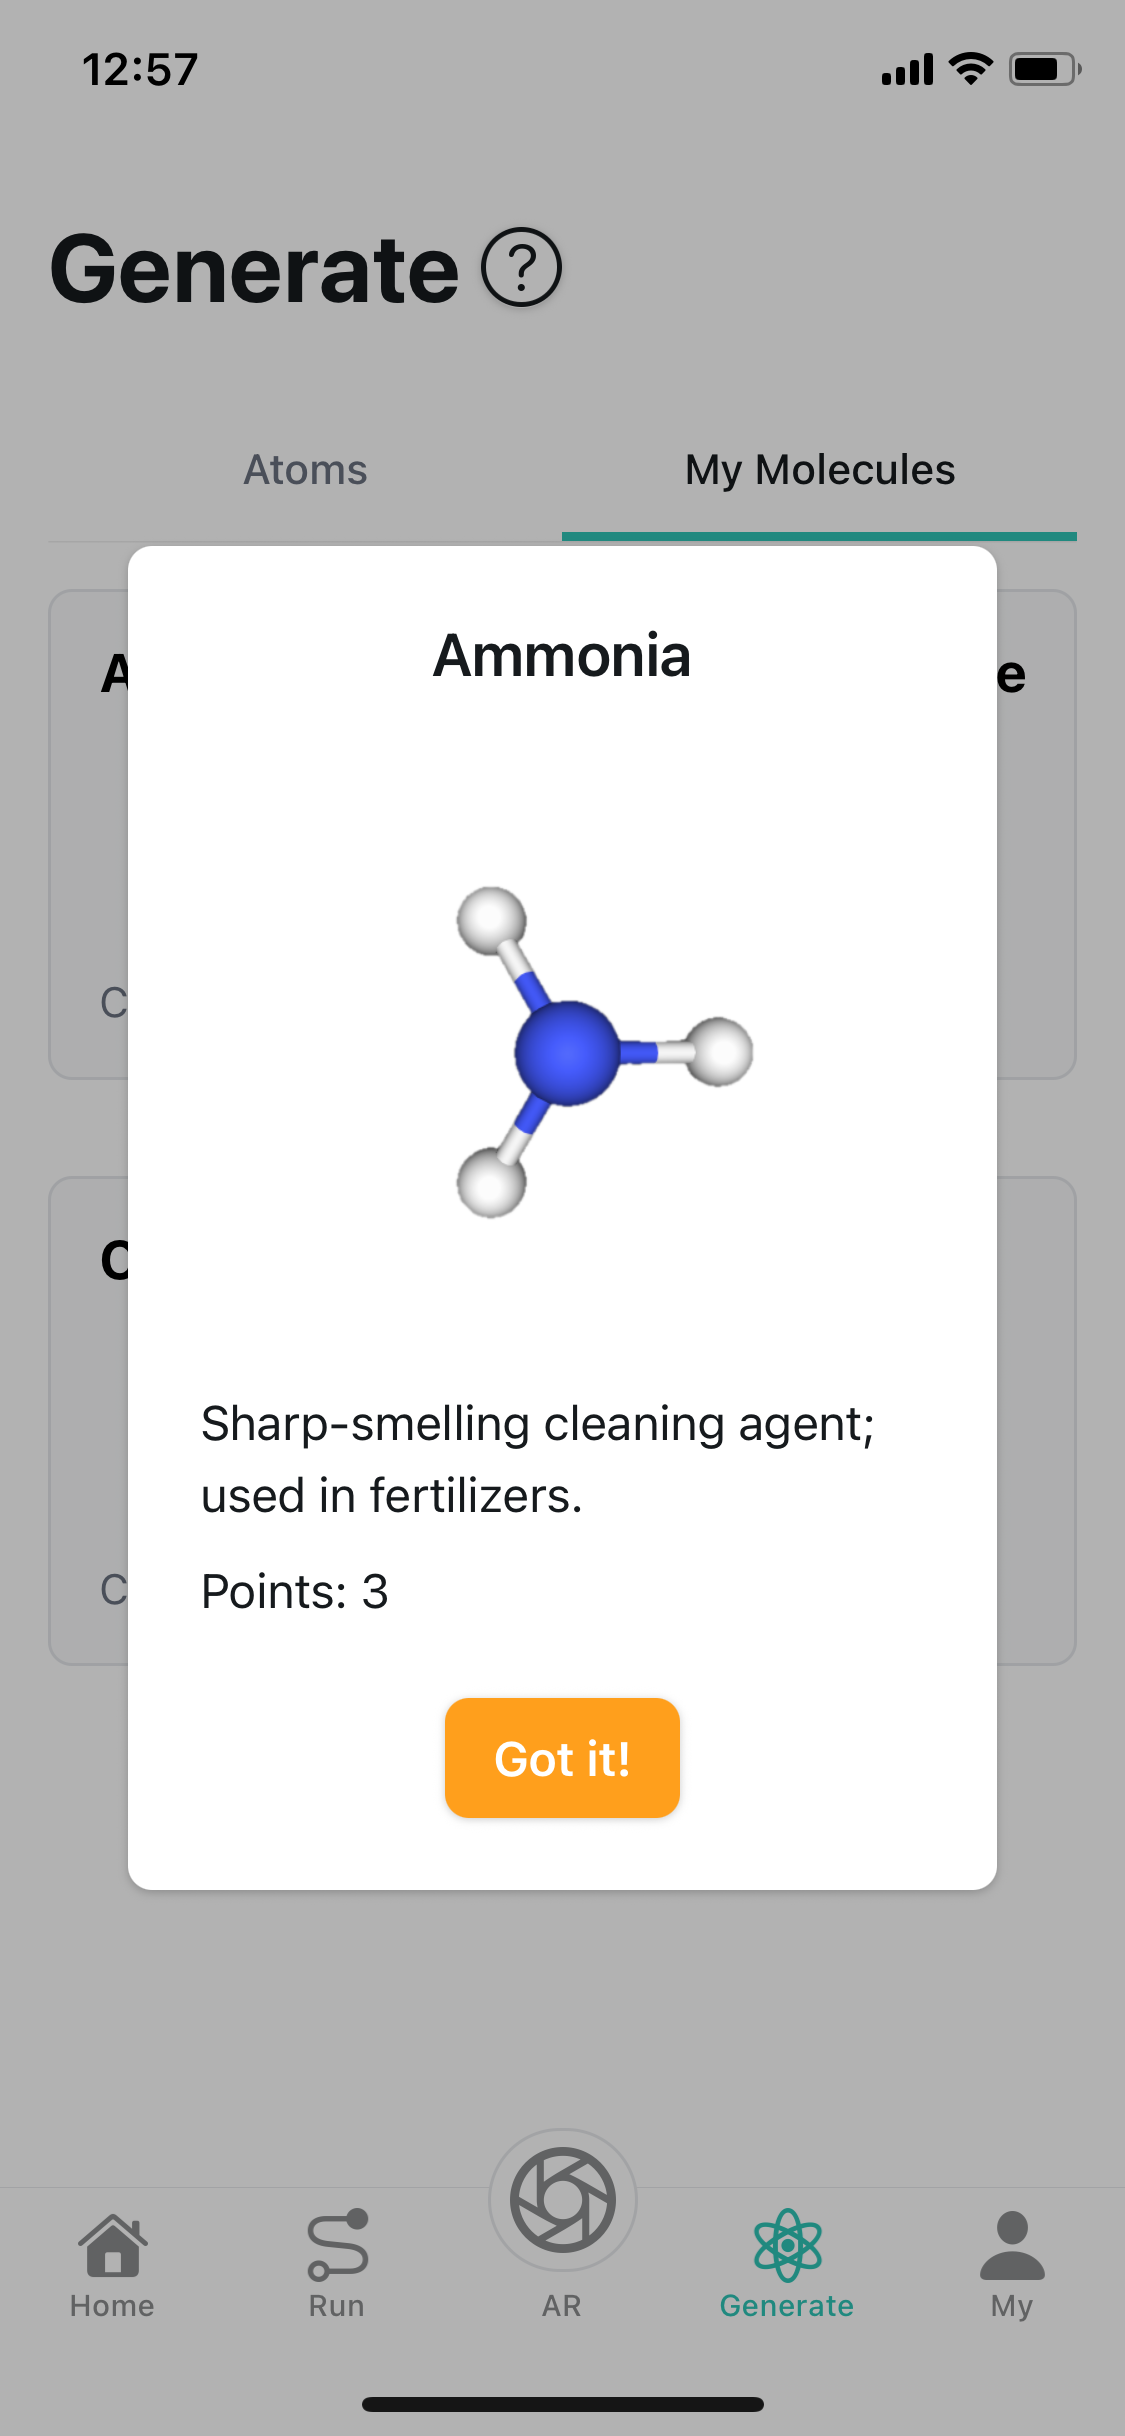 12:57
Generate ?
Atoms
My Molecules
Ammonia
Sharp-smelling cleaning agent;
used in fertilizers.
Points: 3
Got it!
Home
Run
AR
Generate
My